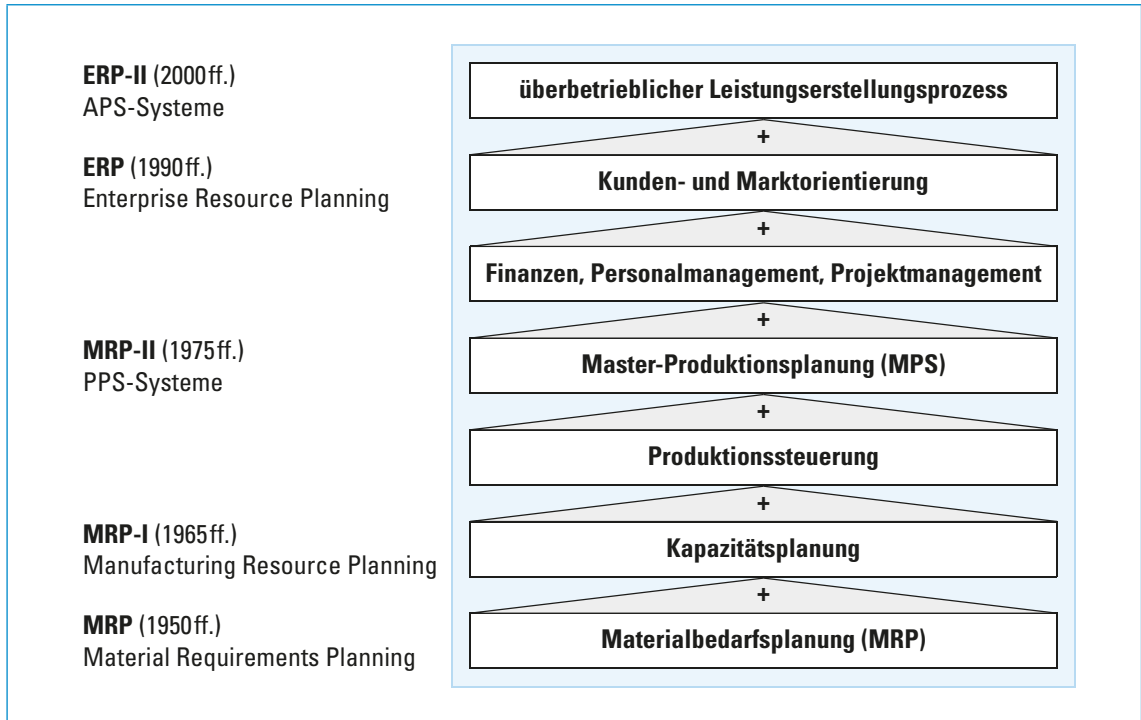 ERP-II (2000ff.)
APS-Systeme
überbetrieblicher Leistungserstellungsprozess
+
ERP (1990ff.)
Enterprise Resource Planning
Kunden- und Marktorientierung
+
Finanzen, Personalmanagement, Projektmanagement
+
MRP-II (1975ff.)
PPS-Systeme
Master-Produktionsplanung (MPS)
+
Produktionssteuerung
+
MRP-I (1965ff.)
Manufacturing Resource Planning
Kapazitätsplanung
+
MRP (1950ff.)
Material Requirements Planning
Materialbedarfsplanung (MRP)